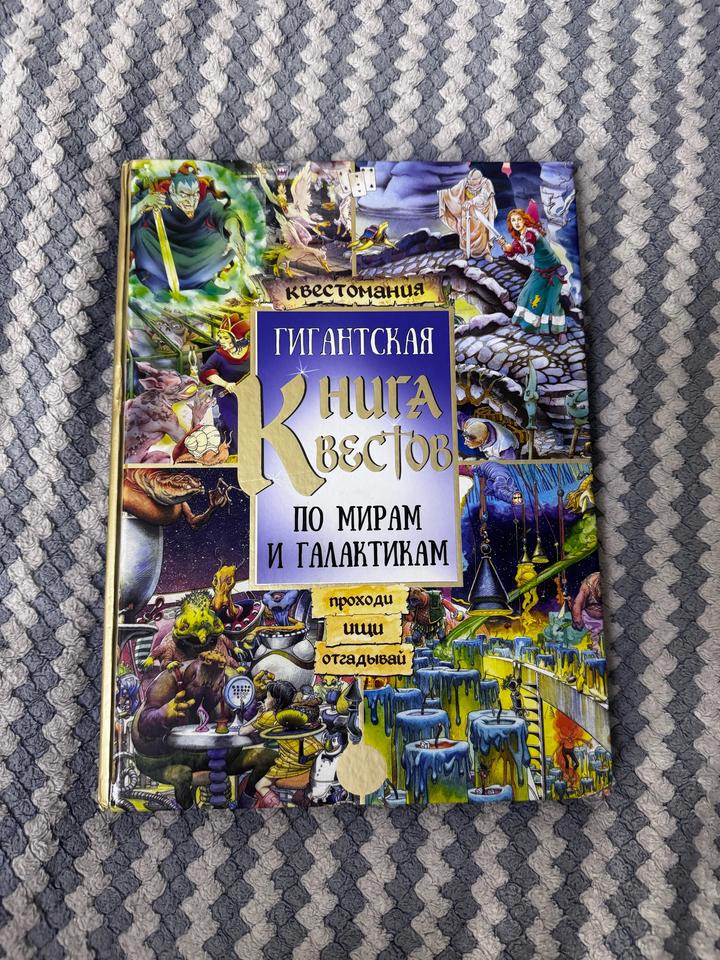 Квестомания
ГИГАНТСКАЯ
Книга
Квестов
ПО МИРАМ
И ГАЛАКТИКАМ
проходи
ищи
отгадывай